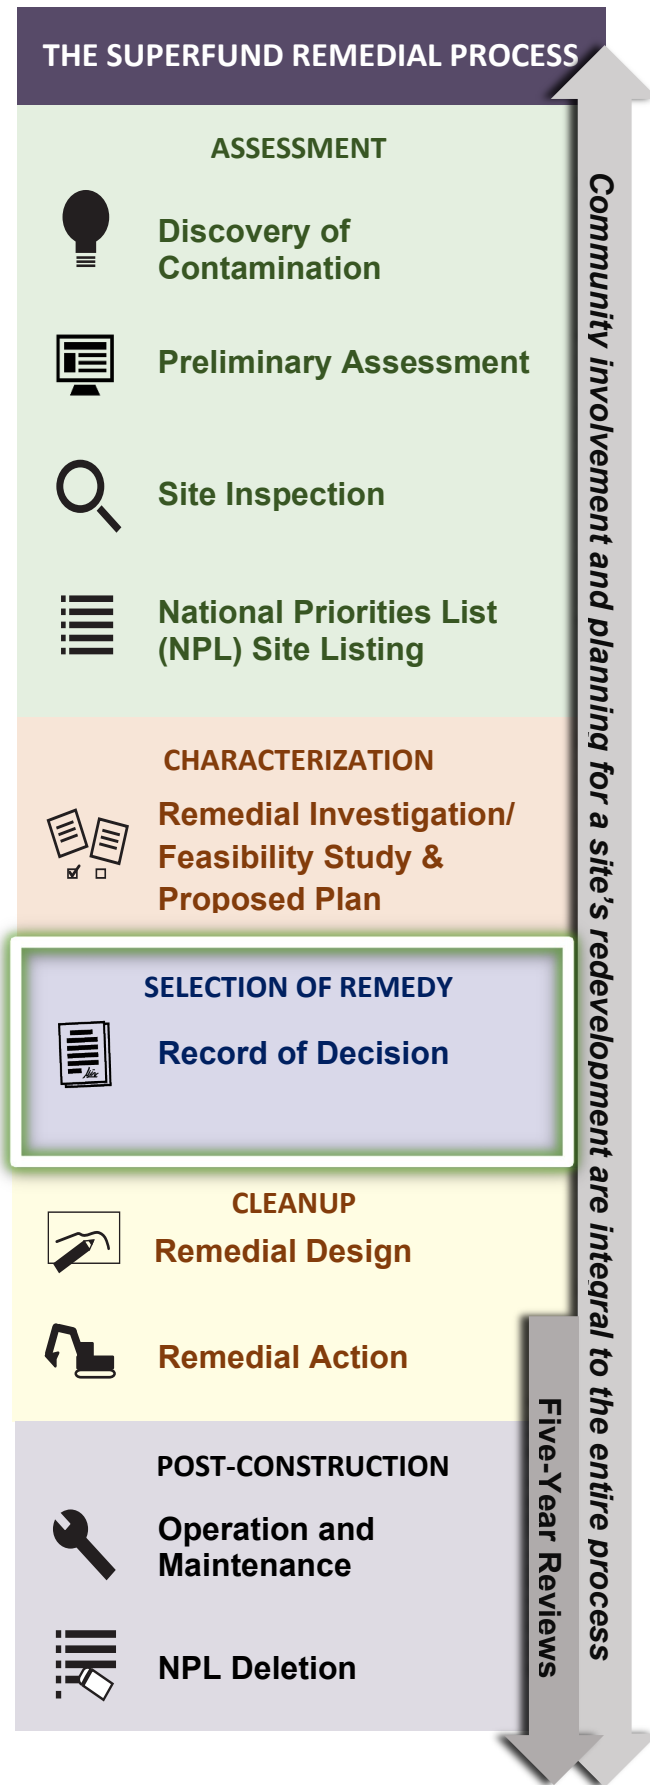 THE SUPERFUND REMEDIAL PROCESS
ASSESSMENT
Discovery of
Contamination
Preliminary Assessment
Site Inspection
National Priorities List
(NPL) Site Listing
CHARACTERIZATION
Remedial Investigation/
Feasibility Study &
Proposed Plan
SELECTION OF REMEDY
Record of Decision
CLEANUP
Remedial Design
Remedial Action
POST-CONSTRUCTION
Operation and
Maintenance
NPL Deletion
Five-Year Reviews
Community involvement and planning for a site’s redevelopment are integral to the entire process